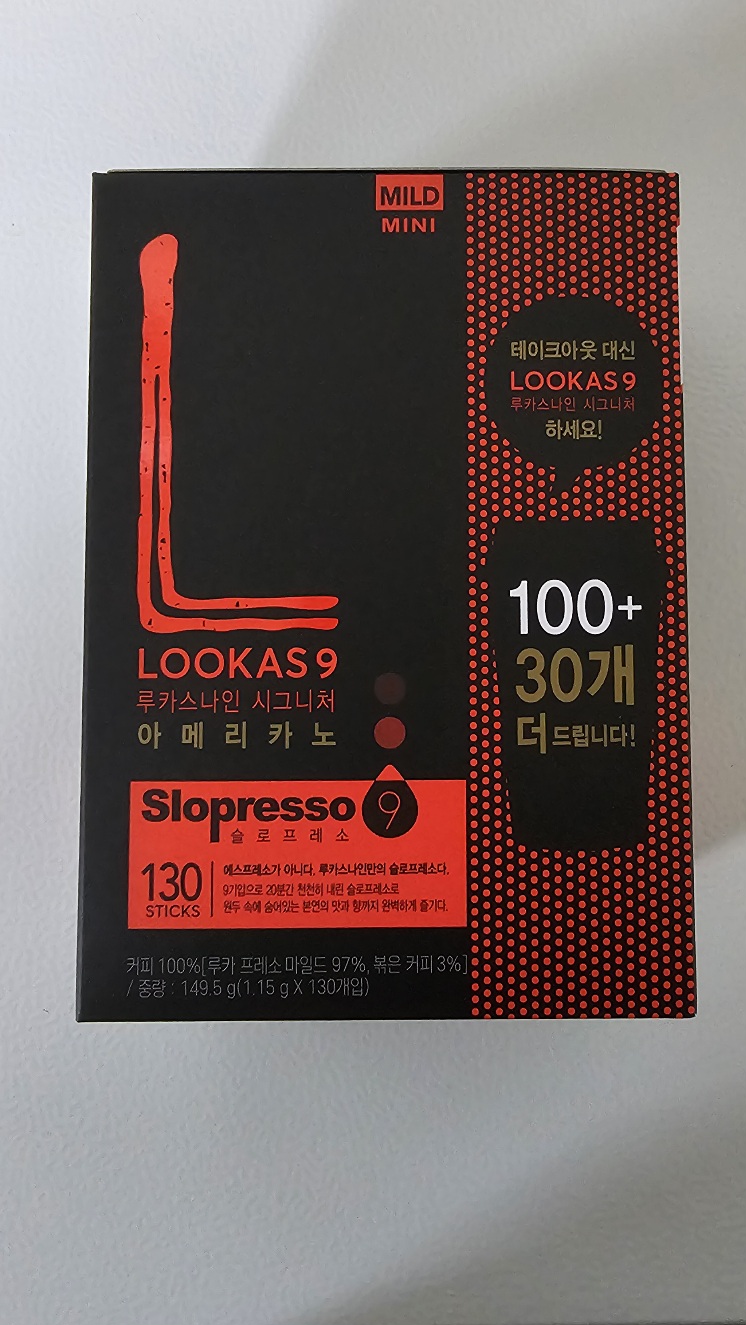 MILD
MINI
테이크아웃 대신
LOOKAS 9
루카스나인 시그니처
하세요!
100+
30개
더 드립니다!
LOOKAS 9
루카스나인 시그니처
아메리카노
Slopresso 9
슬로프레소
130
STICKS
에스프레소가 아니다, 루카스나인만의 슬로프레소다.
9기압으로 20분간 천천히 내린 슬로프레소로
원두 속에 숨어있는 본연의 맛과 향까지 완벽하게 즐기다.
커피 100%[루카 프레소 마일드 97%, 볶은 커피 3%]
/ 중량 : 149.5 g(1.15 g X 130개입)